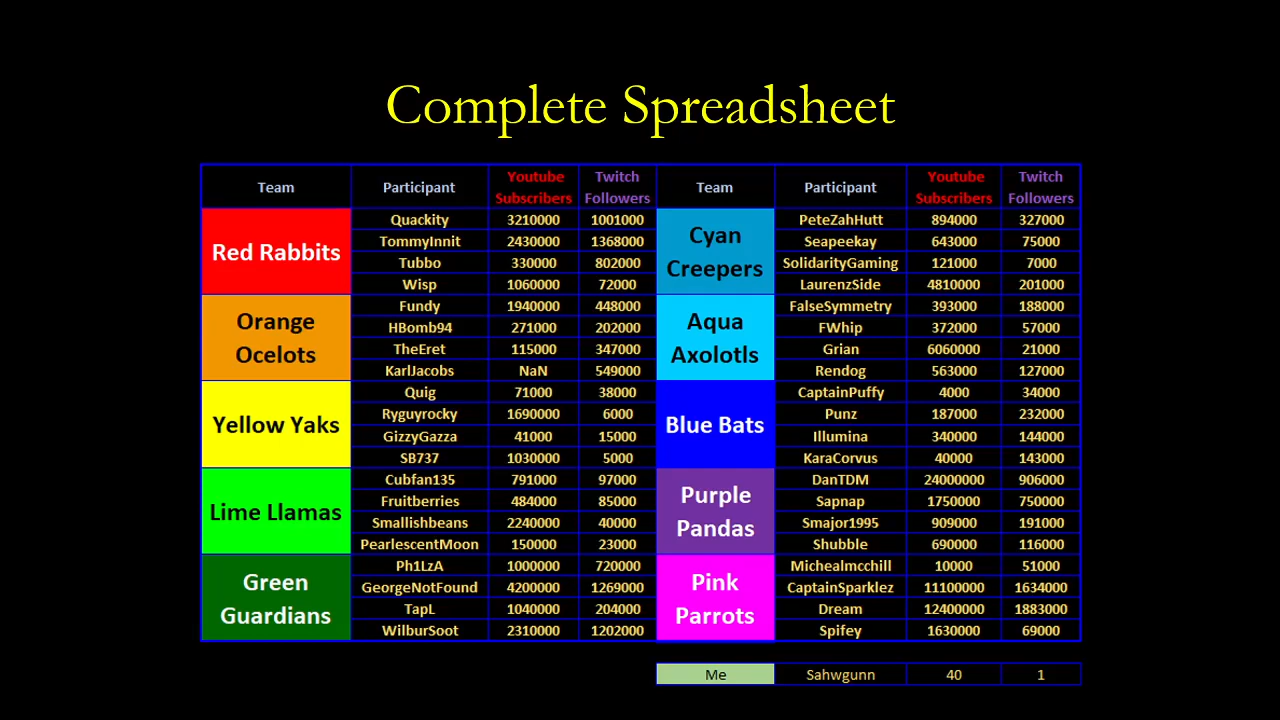 Complete Spreadsheet
Team Participant Youtube Subscribers Twitch Followers Team Participant Youtube Subscribers Twitch Followers
Red Rabbits Quackity 3210000 1001000 Cyan Creepers PeteZahHutt 894000 327000
TommyInnit 2430000 1368000 Seapeekay 643000 75000
Tubbo 330000 802000 SolidarityGaming 121000 7000
Wisp 1060000 72000 LaurenzSide 4810000 201000
Orange Ocelots Fundy 1940000 448000 Aqua Axolotls FalseSymmetry 393000 188000
HBomb94 271000 202000 FWhip 372000 57000
TheEret 115000 347000 Grian 6060000 21000
KarlJacobs NaN 549000 Rendog 563000 127000
Yellow Yaks Quig 71000 38000 Blue Bats CaptainPuffy 4000 34000
Ryguyrocky 1690000 6000 Punz 187000 232000
GizzyGazza 41000 15000 Illumina 340000 144000
SB737 1030000 5000 KaraCorvus 40000 143000
Lime Llamas Cubfan135 791000 97000 Purple Pandas DanTDM 24000000 906000
Fruitberries 484000 85000 Sapnap 1750000 750000
Smallishbeans 2240000 40000 Smajor1995 909000 191000
PearlescentMoon 150000 23000 Shubble 690000 116000
Green Guardians Ph1LzA 1000000 720000 Pink Parrots Michealmcchill 10000 51000
GeorgeNotFound 4200000 1269000 CaptainSparklez 11100000 1634000
TapL 1040000 204000 Dream 12400000 1883000
WilburSoot 2310000 1202000 Spifey 1630000 69000
Me Sahwgunn 40 1